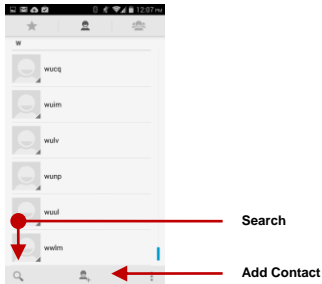 12:07 PM
W
wucq
wuim
wulv
wunp
wuul
wwlm
Search
Add Contact